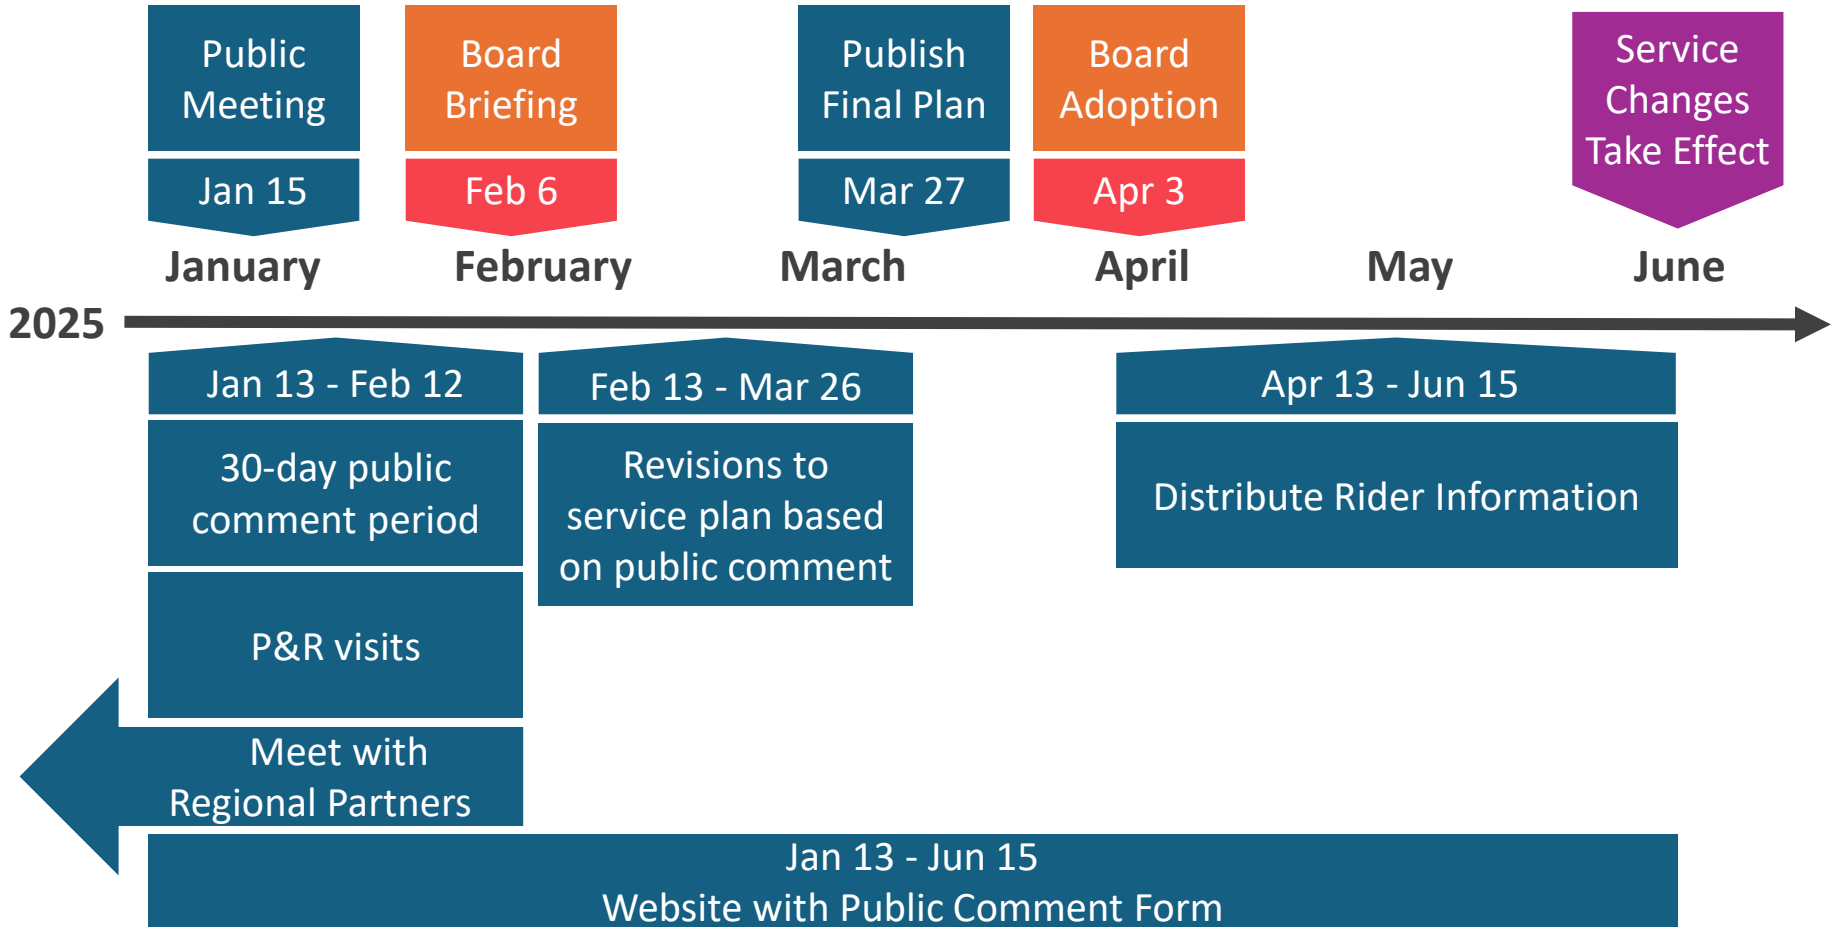 Public
Meeting
Jan 15
Board
Briefing
Feb 6
Publish
Final Plan
Mar 27
Board
Adoption
Apr 3
Service
Changes
Take Effect
January
February
March
April
May
June
2025
Jan 13 - Feb 12
30-day public
comment period
P&R visits
Meet with
Regional Partners
Feb 13 - Mar 26
Revisions to
service plan based
on public comment
Apr 13 - Jun 15
Distribute Rider Information
Jan 13 - Jun 15
Website with Public Comment Form